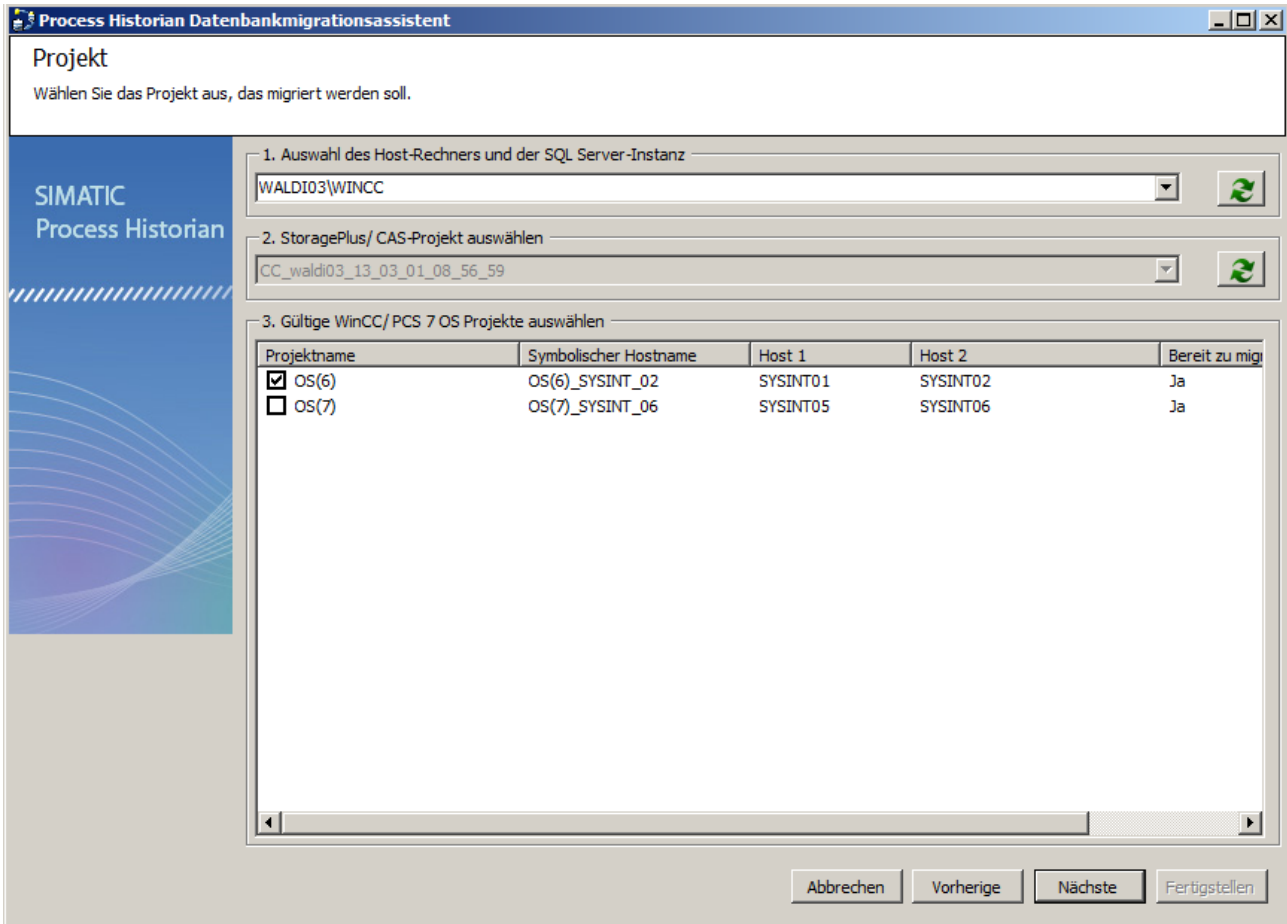 Process Historian Datenbankmigrationsassistent
Projekt
Wählen Sie das Projekt aus, das migriert werden soll.
SIMATIC
Process Historian
1. Auswahl des Host-Rechners und der SQL Server-Instanz
WALDI03\WINCC
2. StoragePlus/ CAS-Projekt auswählen
CC_waldi03_13_03_01_08_56_59
3. Gültige WinCC/ PCS 7 OS Projekte auswählen
Projektname Symbolischer Hostname Host 1 Host 2 Bereit zu migr
OS(6) OS(6)_SYSINT_02 SYSINT01 SYSINT02 Ja
OS(7) OS(7)_SYSINT_06 SYSINT05 SYSINT06 Ja
Abbrechen Vorherige Nächste Fertigstellen